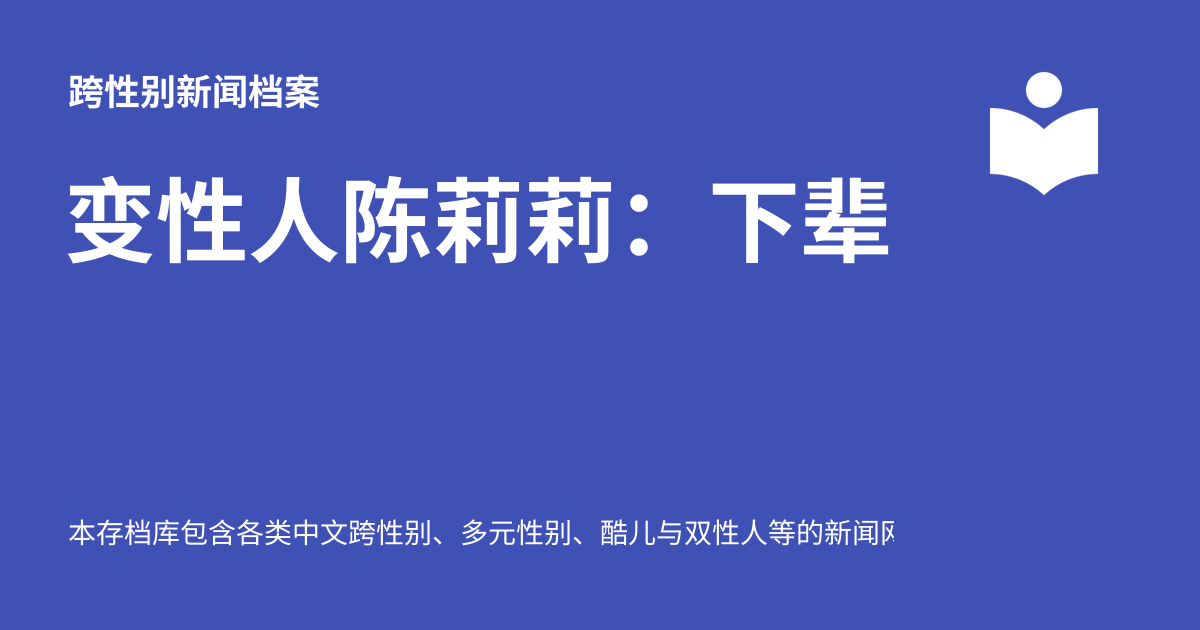 跨性别新闻档案
变性人陈莉莉：下辈
本存档库包含各类中文跨性别、多元性别、酷儿与双性人等的新闻网